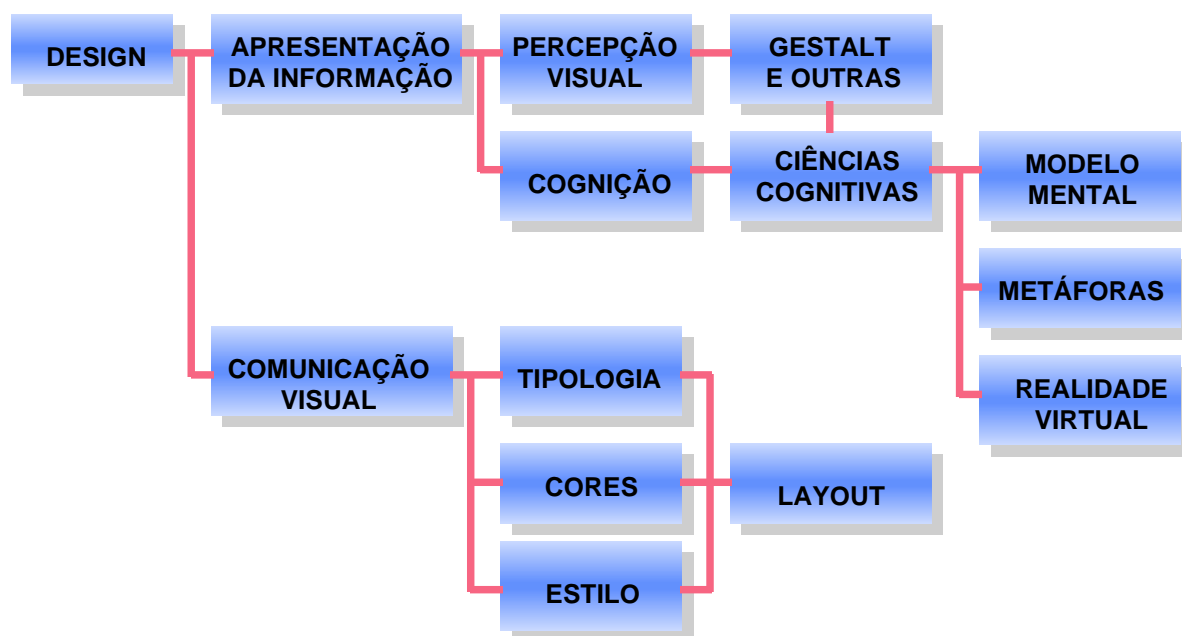 DESIGN
APRESENTAÇÃO
DA INFORMAÇÃO
PERCEPÇÃO
VISUAL
GESTALT
E OUTRAS
COGNIÇÃO
CIÊNCIAS
COGNITIVAS
MODELO
MENTAL
METÁFORAS
REALIDADE
VIRTUAL
COMUNICAÇÃO
VISUAL
TIPOLOGIA
CORES
ESTILO
LAYOUT